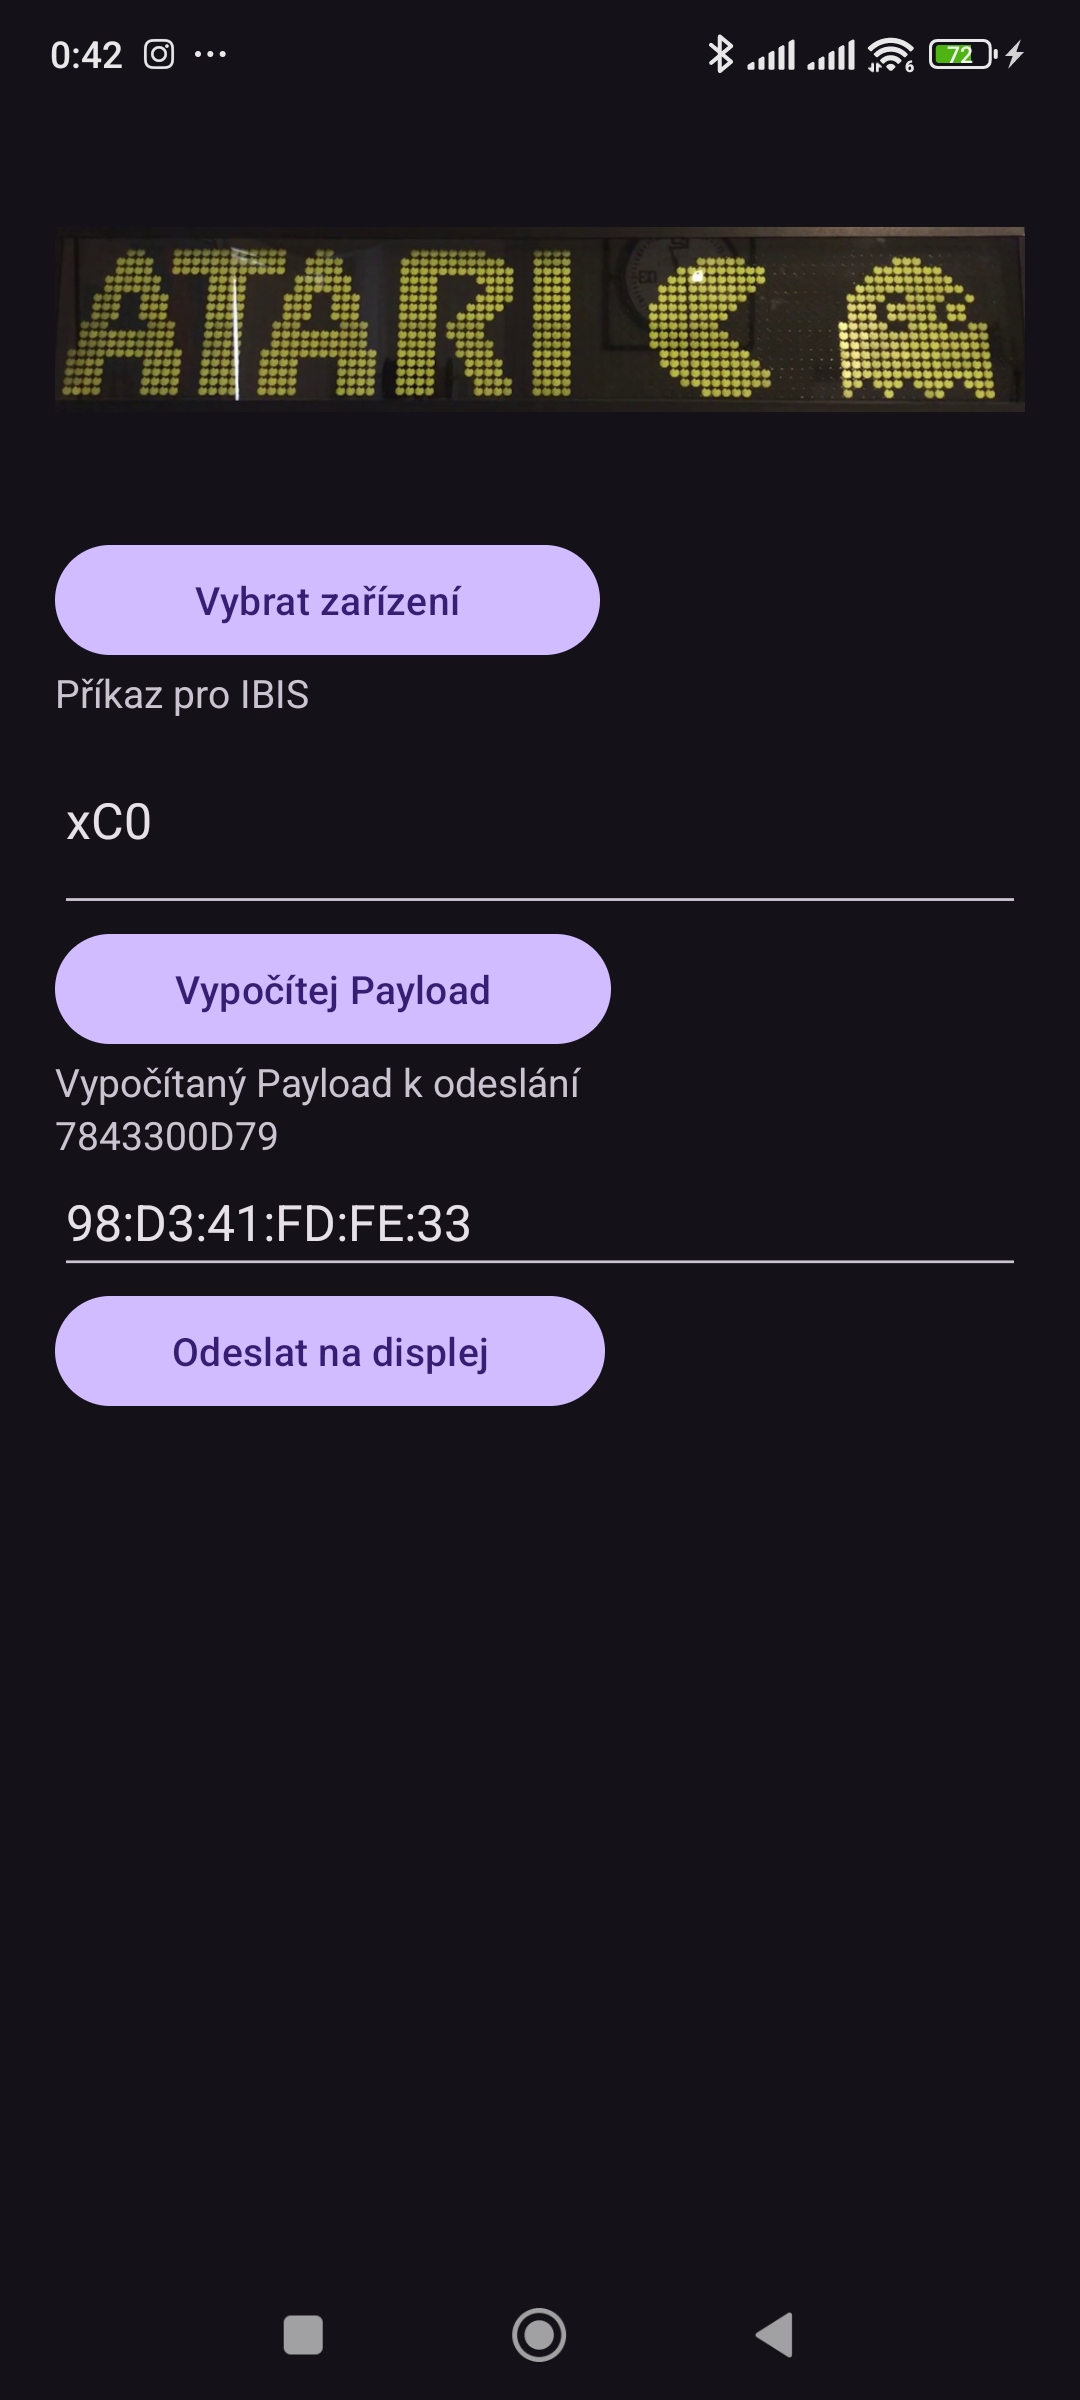 0:42
72
6
ATARI
Vybrat zařízení
Příkaz pro IBIS
xC0
Vypočítej Payload
Vypočítaný Payload k odeslání
7843300D79
98:D3:41:FD:FE:33
Odeslat na displej